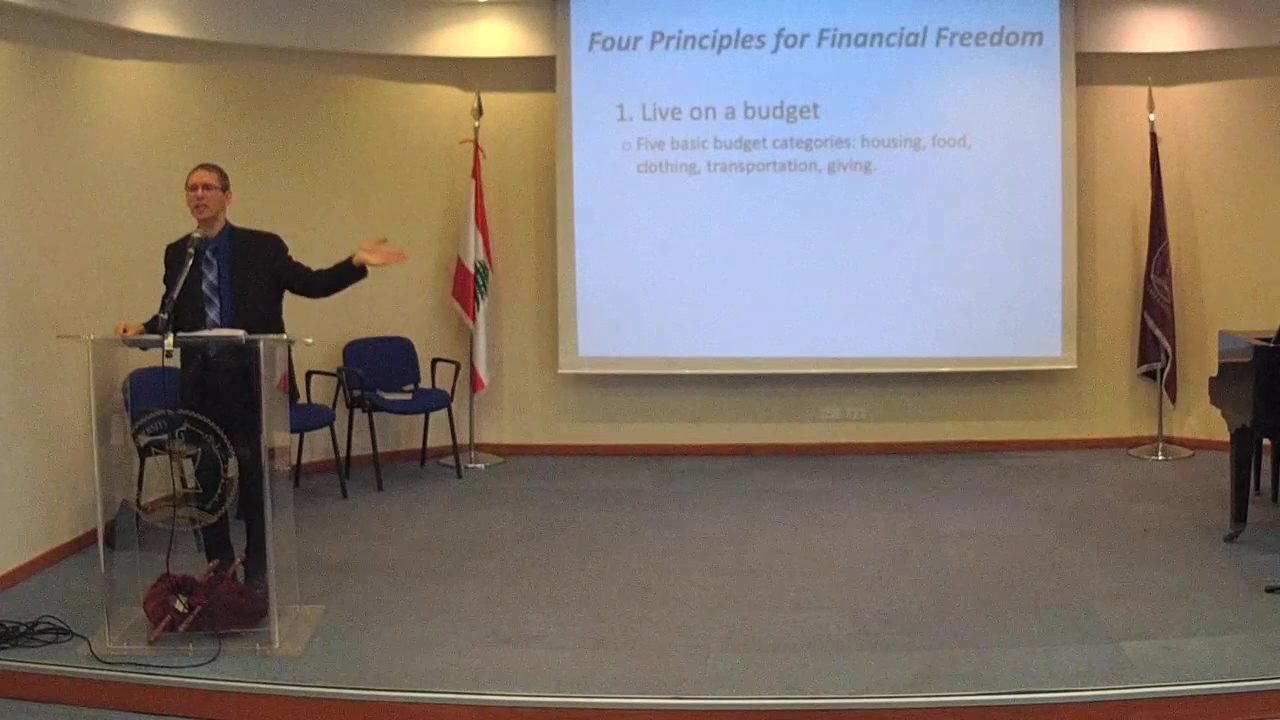 Four Principles for Financial Freedom
1. Live on a budget
○ Five basic budget categories: housing, food,
clothing, transportation, giving.